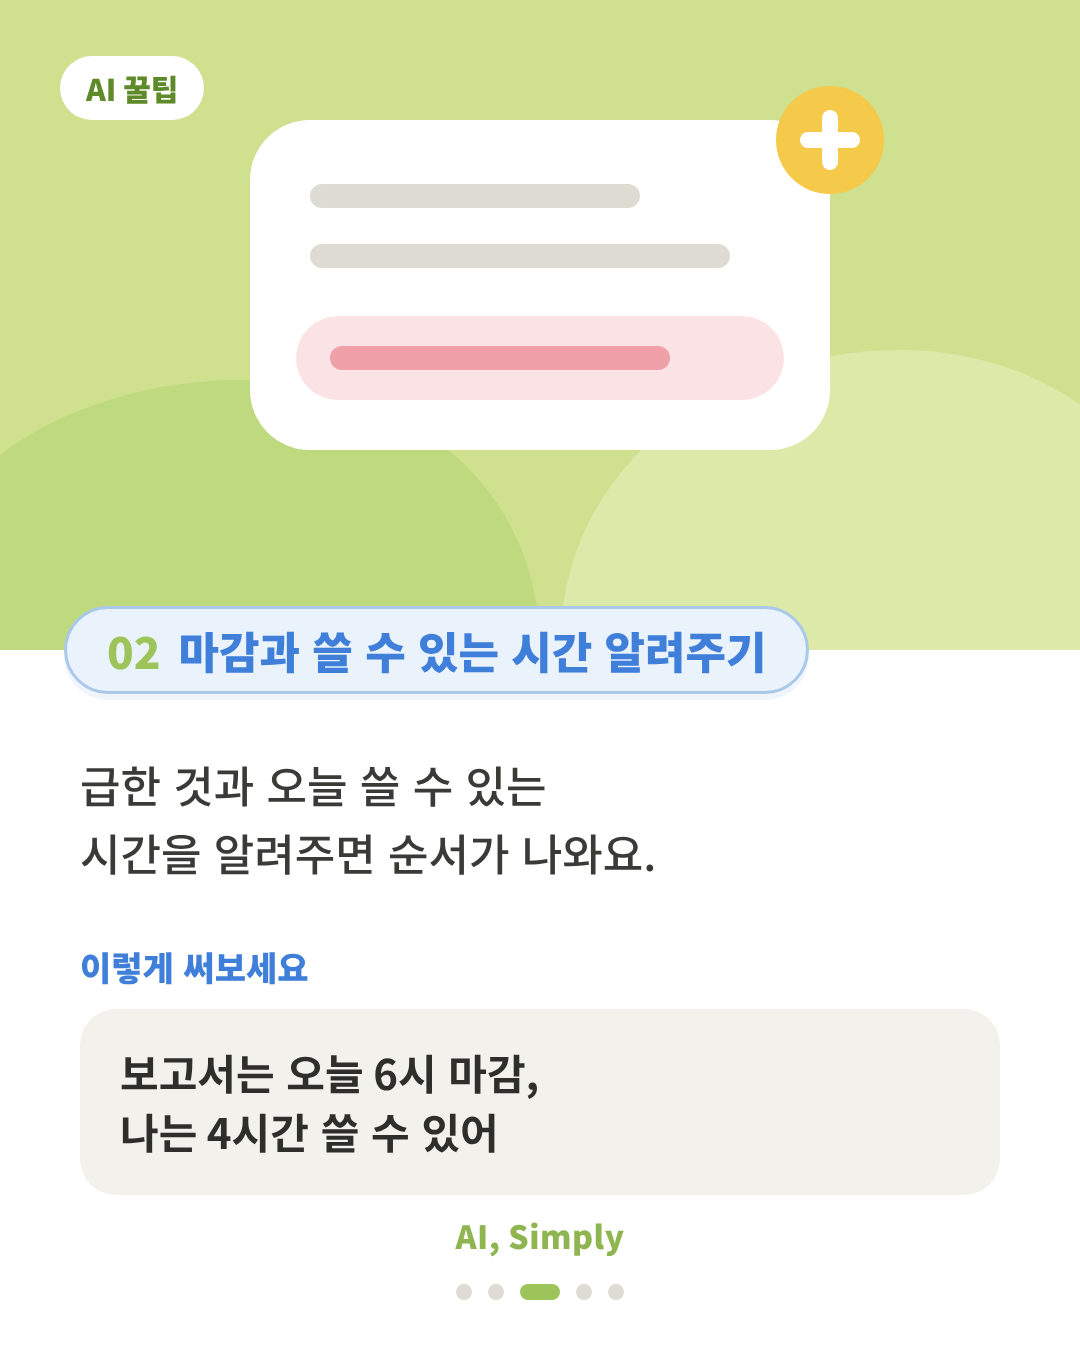 AI 꿀팁
02 마감과 쓸 수 있는 시간 알려주기
급한 것과 오늘 쓸 수 있는
시간을 알려주면 순서가 나와요.
이렇게 써보세요
보고서는 오늘 6시 마감,
나는 4시간 쓸 수 있어
AI, Simply